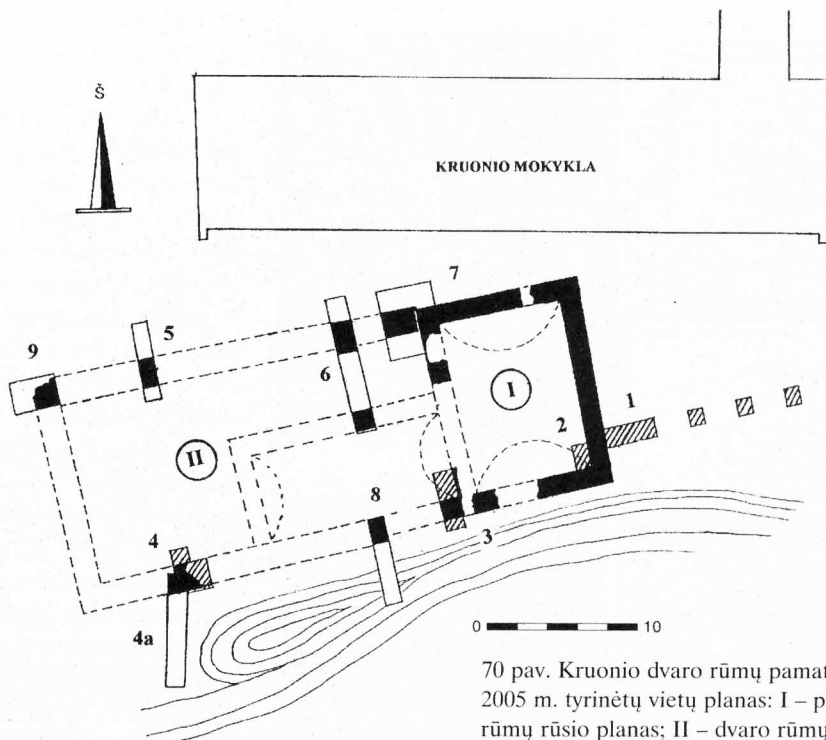 Š
KRUONIO MOKYKLA
7
5
9
6
I
1
2
II
8
4
3
4a
0 10
70 pav. Kruonio dvaro rūmų
2005 m. tyrinėtų vietų planas: I –
rūmų rūsio planas; II – dvaro rūmų